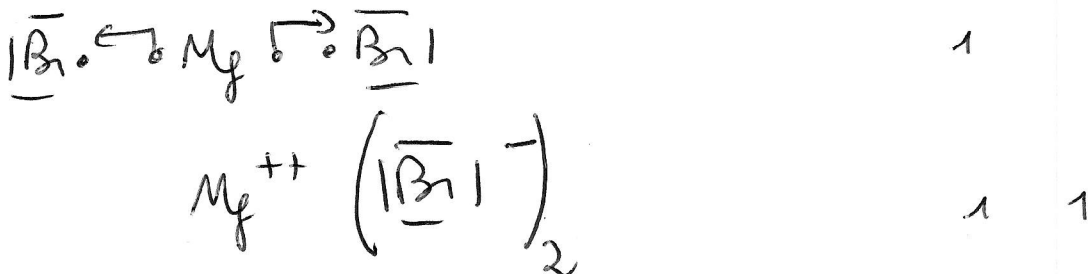 |Br. . Mg . . Br| 1
Mg⁺⁺ (|Br|⁻)₂ 1 1